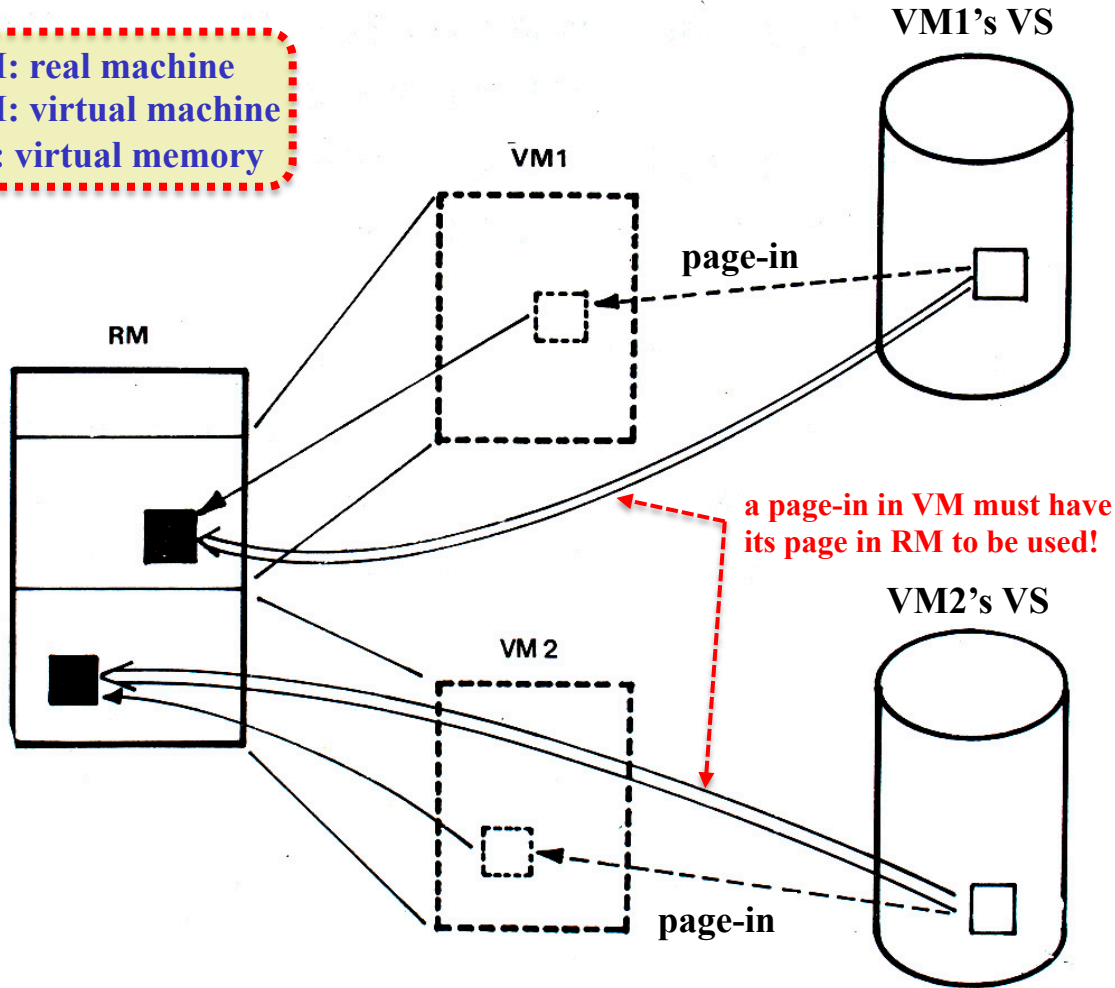 VM1's VS
: real machine
: virtual machine
: virtual memory
VM1
page-in
RM
a page-in in VM must have
its page in RM to be used!
VM2's VS
VM 2
page-in